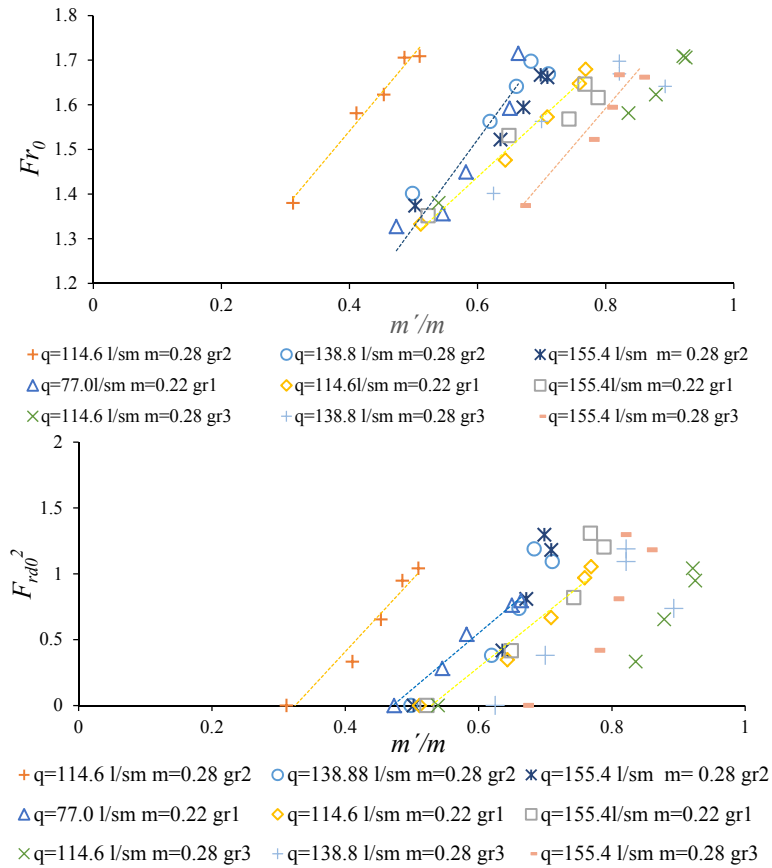 1.8
1.7
1.6
1.5
1.4
1.3
1.2
Fr₀
0 0.2 0.4 0.6 0.8 1
m´/m
q=114.6 l/sm m=0.28 gr2 q=138.8 l/sm m=0.28 gr2 q=155.4 l/sm m= 0.28 gr2
q=77.0l/sm m=0.22 gr1 q=114.6l/sm m=0.22 gr1 q=155.4l/sm m=0.22 gr1
q=114.6 l/sm m=0.28 gr3 q=138.8 l/sm m=0.28 gr3 q=155.4 l/sm m=0.28 gr3
2
1.5
1
0.5
0
F_rd0²
0 0.2 0.4 0.6 0.8 1
m´/m
q=114.6 l/sm m=0.28 gr2 q=138.88 l/sm m=0.28 gr2 q=155.4 l/sm m= 0.28 gr2
q=77.0 l/sm m=0.22 gr1 q=114.6 l/sm m=0.22 gr1 q=155.4l/sm m=0.22 gr1
q=114.6 l/sm m=0.28 gr3 q=138.8 l/sm m=0.28 gr3 q=155.4 l/sm m=0.28 gr3